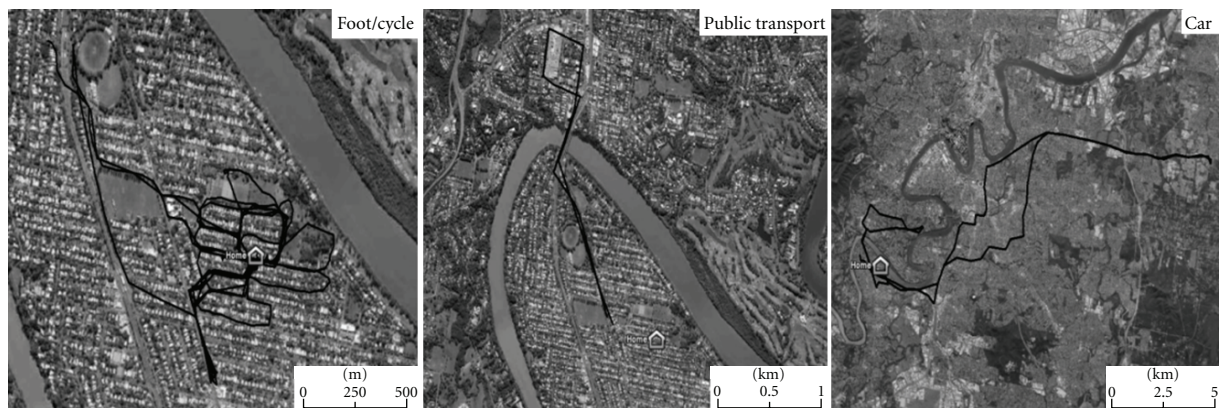 Foot/cycle
Home
(m)
0 250 500
Public transport
Home
(km)
0 0.5 1
Car
Home
(km)
0 2.5 5